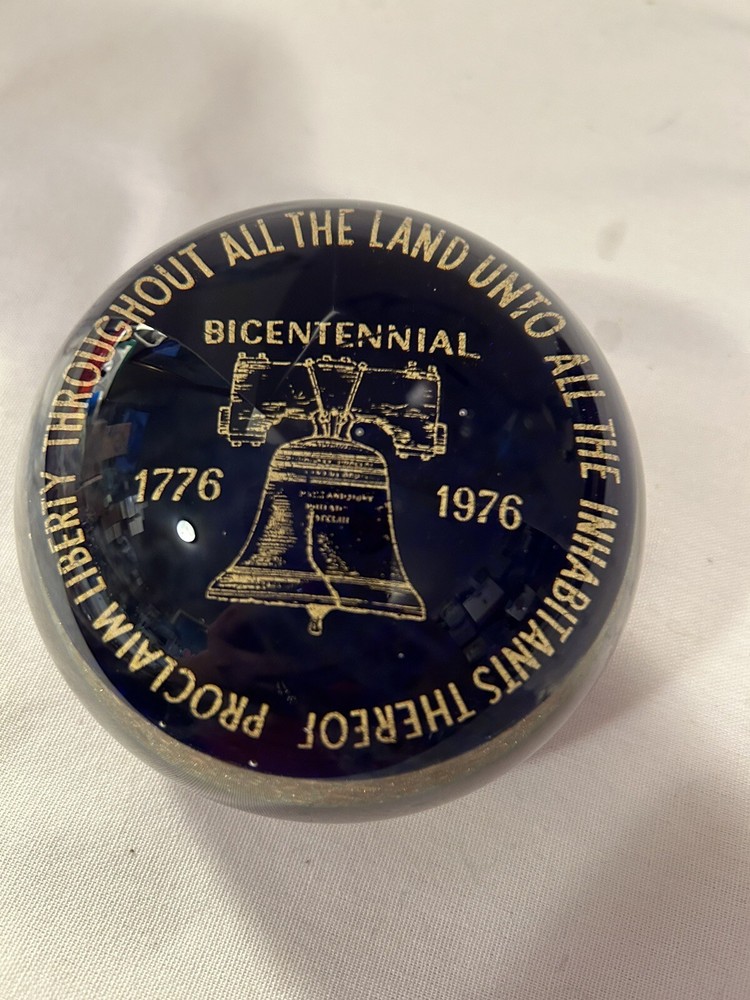 PROCLAIM LIBERTY THROUGHOUT ALL THE LAND UNTO ALL THE INHABITANTS THEREOF
BICENTENNIAL
1776
1976